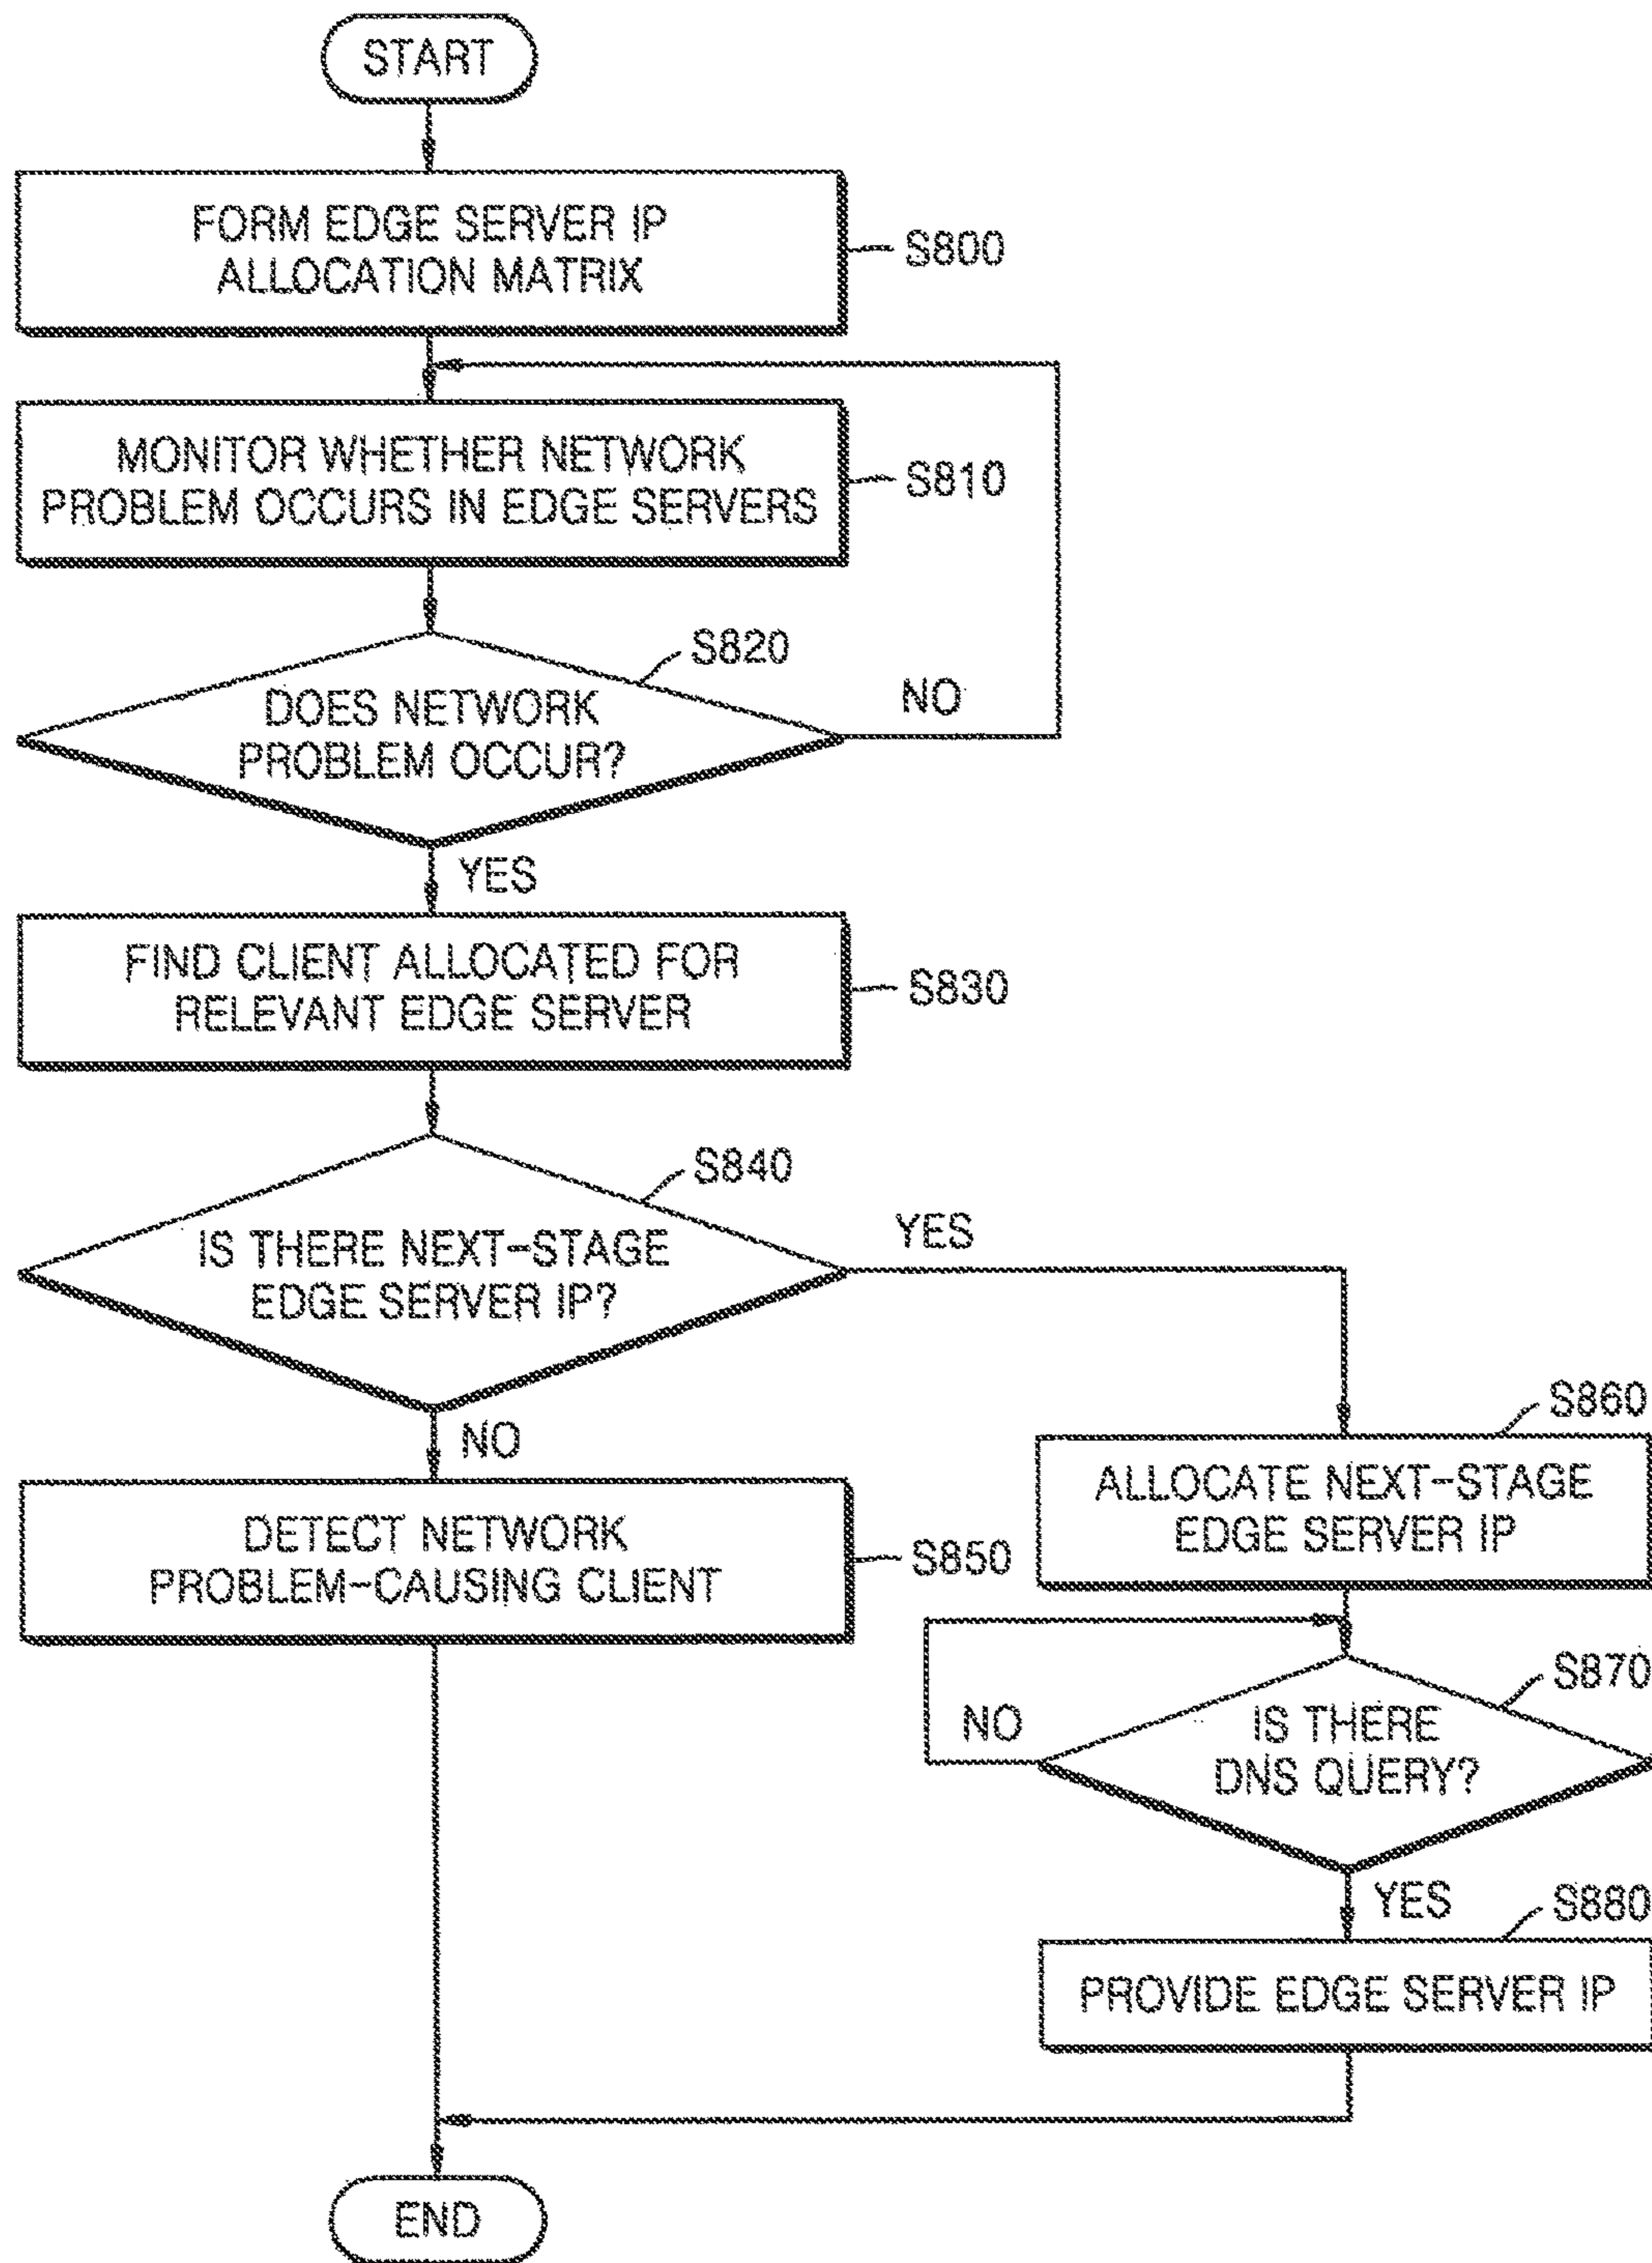 START
FORM EDGE SERVER IP
ALLOCATION MATRIX
S800
MONITOR WHETHER NETWORK
PROBLEM OCCURS IN EDGE SERVERS
S810
S820
DOES NETWORK
PROBLEM OCCUR?
NO
YES
FIND CLIENT ALLOCATED FOR
RELEVANT EDGE SERVER
S830
S840
IS THERE NEXT-STAGE
EDGE SERVER IP?
YES
NO
DETECT NETWORK
PROBLEM-CAUSING CLIENT
S850
S860
ALLOCATE NEXT-STAGE
EDGE SERVER IP
S870
IS THERE
DNS QUERY?
NO
YES
S880
PROVIDE EDGE SERVER IP
END